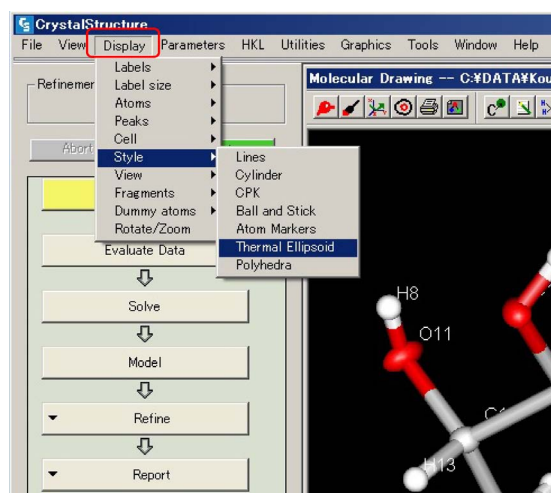 CrystalStructure
File View Display Parameters HKL Utilities Graphics Tools Window Help
Labels
Label size
Atoms
Peaks
Cell
Style
View
Fragments
Dummy atoms
Rotate/Zoom
Lines
Cylinder
CPK
Ball and Stick
Atom Markers
Thermal Ellipsoid
Polyhedra
Refinemen
Abort
Evaluate Data
Solve
Model
Refine
Report
Molecular Drawing -- C:¥DATA¥Kou
H8
O11
H13